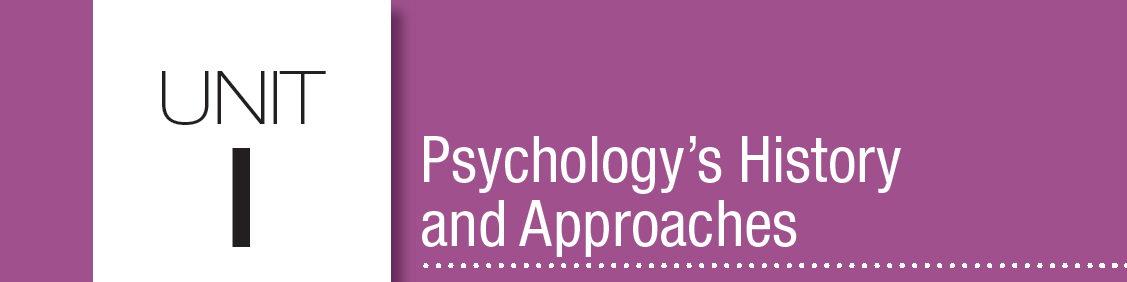 UNIT
I
Psychology’s History
and Approaches